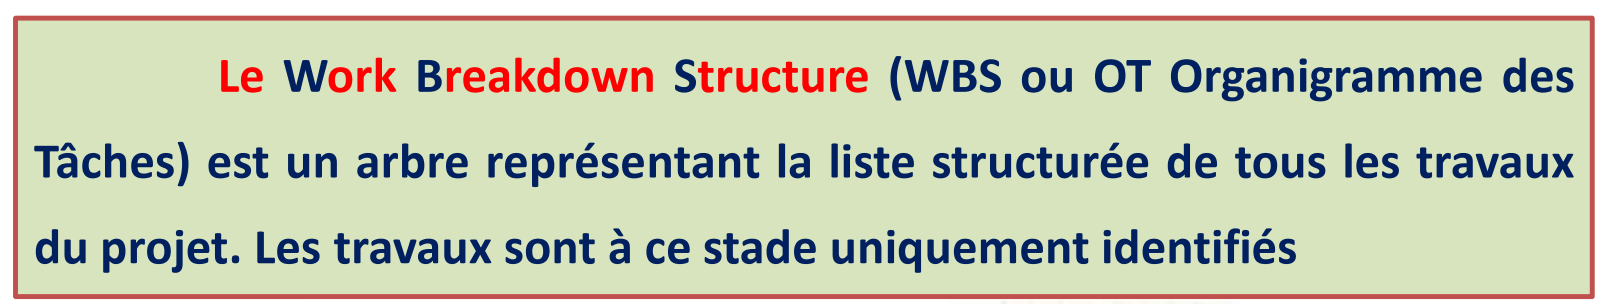 Le Work Breakdown Structure (WBS ou OT Organigramme des
Tâches) est un arbre représentant la liste structurée de tous les travaux
du projet. Les travaux sont à ce stade uniquement identifiés